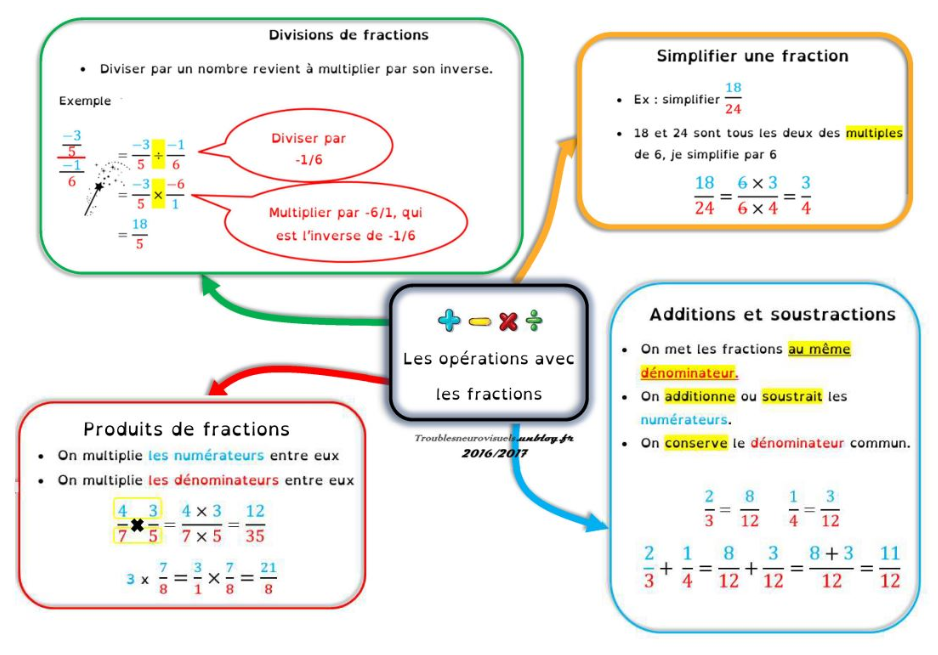 Divisions de fractions
• Diviser par un nombre revient à multiplier par son inverse.
Exemple
-3/5 / -1/6 = -3/5 ÷ -1/6
Diviser par
-1/6
= -3/5 × -6/1
Multiplier par -6/1, qui
est l'inverse de -1/6
= 18/5
Simplifier une fraction
• Ex : simplifier 18/24
• 18 et 24 sont tous les deux des multiples
de 6, je simplifie par 6
18/24 = 6 × 3/6 × 4 = 3/4
+ − × ÷
Les opérations avec
les fractions
Troublesneurovisuels.unblog.fr
2016/2017
Produits de fractions
• On multiplie les numérateurs entre eux
• On multiplie les dénominateurs entre eux
4/7 × 3/5 = 4 × 3/7 × 5 = 12/35
3 x 7/8 = 3/1 × 7/8 = 21/8
Additions et soustractions
• On met les fractions au même
dénominateur.
• On additionne ou soustrait les
numérateurs.
• On conserve le dénominateur commun.
2/3 = 8/12 1/4 = 3/12
2/3 + 1/4 = 8/12 + 3/12 = 8 + 3/12 = 11/12